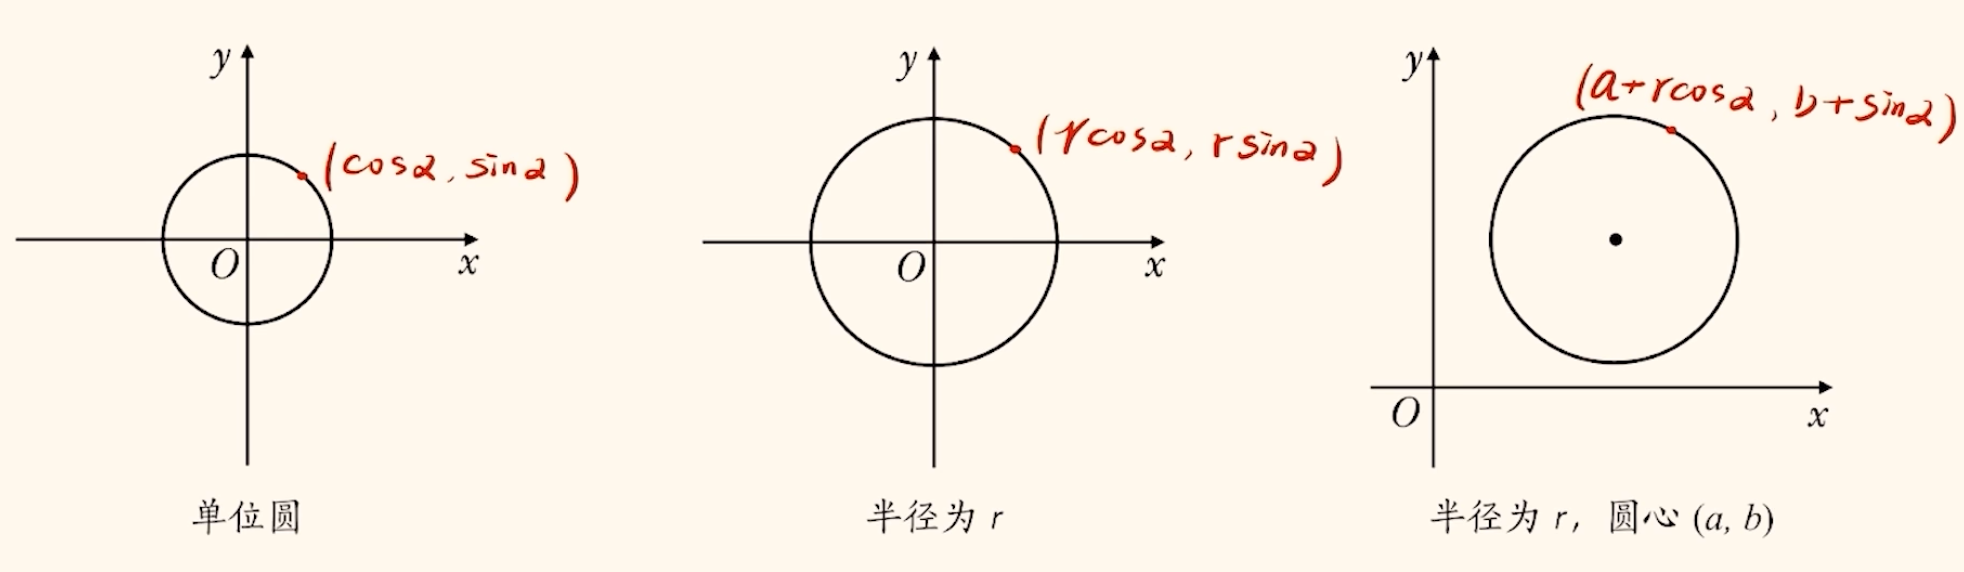 y
(cosα, sinα)
O
x
单位圆
y
(rcosα, rsinα)
O
x
半径为 r
y
(a+rcosα, b+sinα)
O
x
半径为 r，圆心 (a, b)